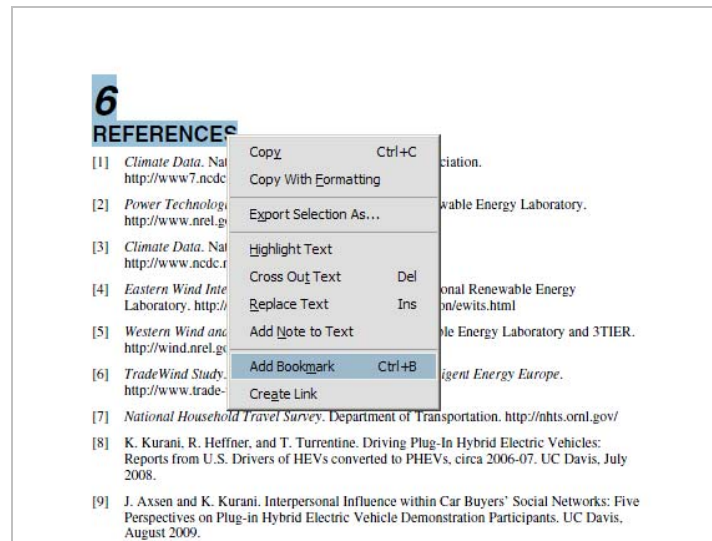 6
REFERENCES
[1] Climate Data. Nat ciation.
http://www7.ncdc
[2] Power Technologi wable Energy Laboratory.
http://www.nrel.g
[3] Climate Data. Nat
http://www.ncdc.n
[4] Eastern Wind Inte onal Renewable Energy
Laboratory. http:// on/ewits.html
[5] Western Wind and le Energy Laboratory and 3TIER.
http://wind.nrel.go
[6] TradeWind Study. igent Energy Europe.
http://www.trade-
[7] National Household Travel Survey. Department of Transportation. http://nhts.ornl.gov/
[8] K. Kurani, R. Heffner, and T. Turrentine. Driving Plug-In Hybrid Electric Vehicles:
Reports from U.S. Drivers of HEVs converted to PHEVs, circa 2006-07. UC Davis, July
2008.
[9] J. Axsen and K. Kurani. Interpersonal Influence within Car Buyers' Social Networks: Five
Perspectives on Plug-in Hybrid Electric Vehicle Demonstration Participants. UC Davis,
August 2009.
Copy Ctrl+C
Copy With Formatting
Export Selection As...
Highlight Text
Cross Out Text Del
Replace Text Ins
Add Note to Text
Add Bookmark Ctrl+B
Create Link